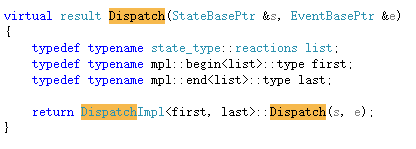 virtual result Dispatch(StateBasePtr &s, EventBasePtr &e)
{
    typedef typename state_type::reactions list;
    typedef typename mpl::begin<list>::type first;
    typedef typename mpl::end<list>::type last;

    return DispatchImpl<first, last>::Dispatch(s, e);
}